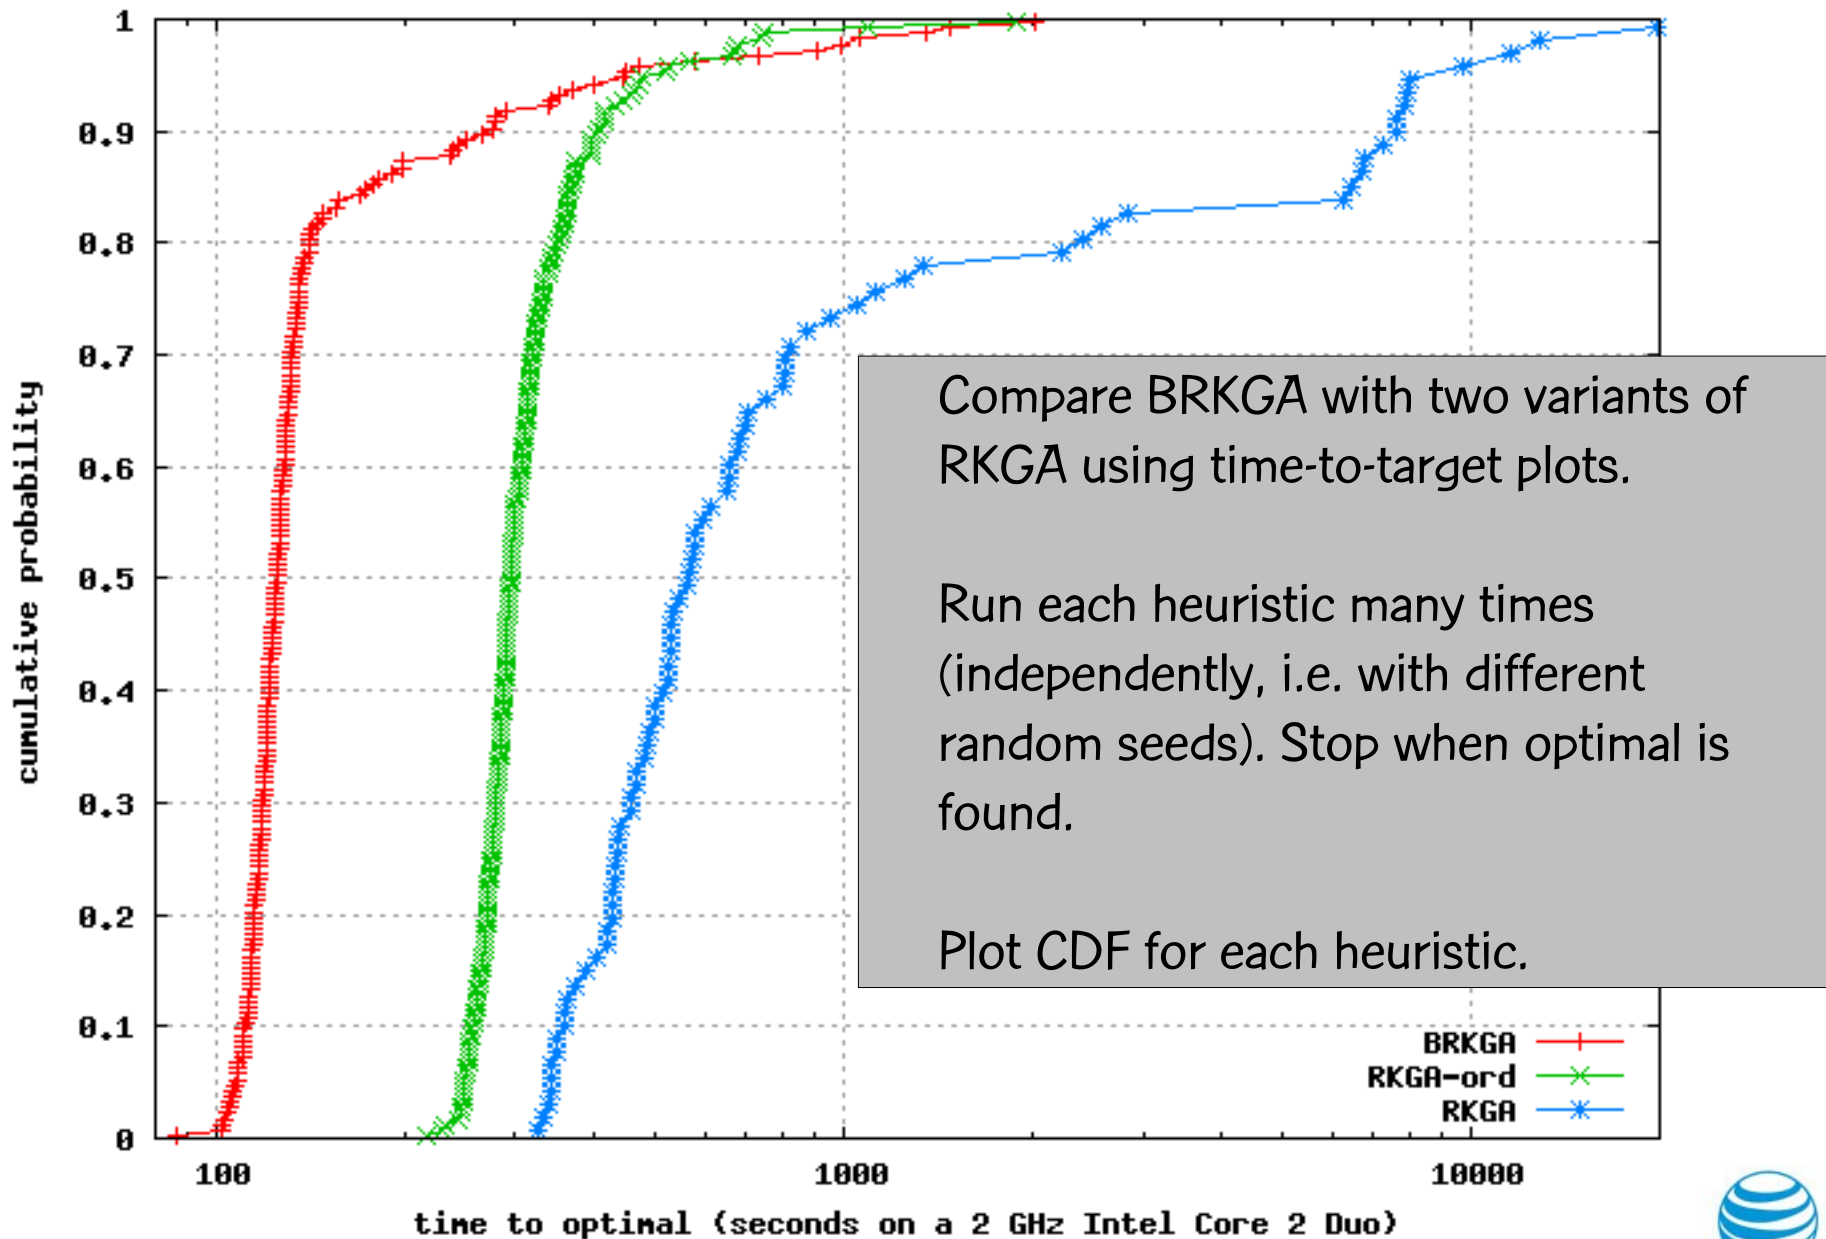 1
0.9
0.8
0.7
0.6
0.5
0.4
0.3
0.2
0.1
0
cumulative probability
Compare BRKGA with two variants of
RKGA using time-to-target plots.
Run each heuristic many times
(independently, i.e. with different
random seeds). Stop when optimal is
found.
Plot CDF for each heuristic.
BRKGA
RKGA-ord
RKGA
100
1000
10000
time to optimal (seconds on a 2 GHz Intel Core 2 Duo)